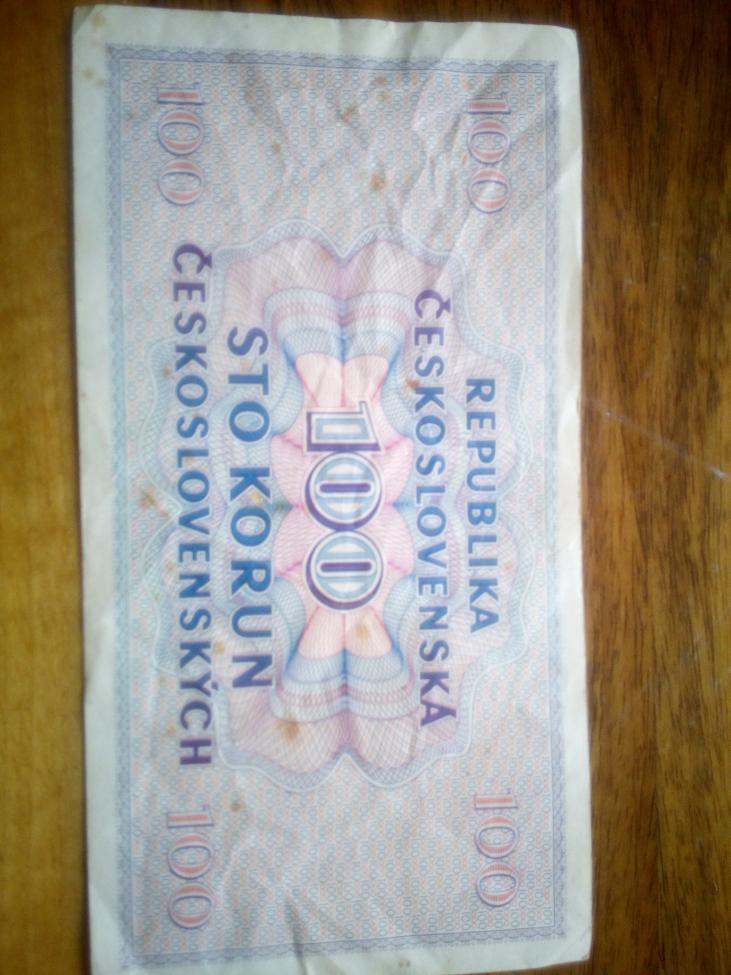 100 100
REPUBLIKA
ČESKOSLOVENSKÁ
100
STO KORUN
ČESKOSLOVENSKÝCH
100 100